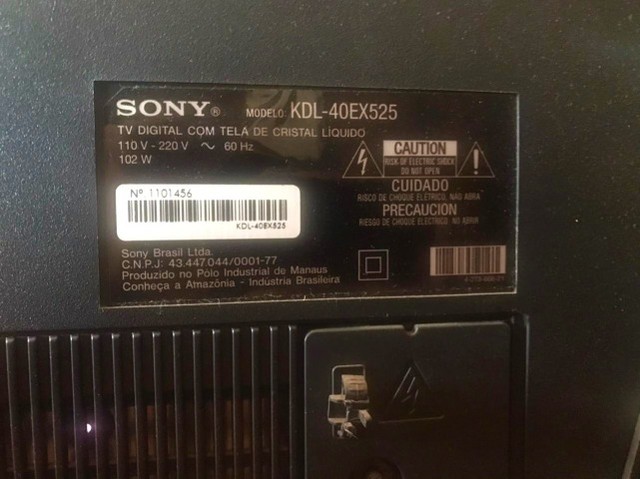 SONY® MODELO KDL-40EX525
TV DIGITAL COM TELA DE CRISTAL LÍQUIDO
110 V - 220 V ~ 60 Hz
102 W
CAUTION
RISK OF ELECTRIC SHOCK
DO NOT OPEN
CUIDADO
RISCO DE CHOQUE ELÉTRICO, NÃO ABRA
PRECAUCION
RIESGO DE CHOQUE ELECTRICO, NO ABRIR
Nº 1101456
KDL-40EX525
Sony Brasil Ltda.
C.N.P.J: 43.447.044/0001-77
Produzido no Pólo Industrial de Manaus
Conheça a Amazônia - Indústria Brasileira